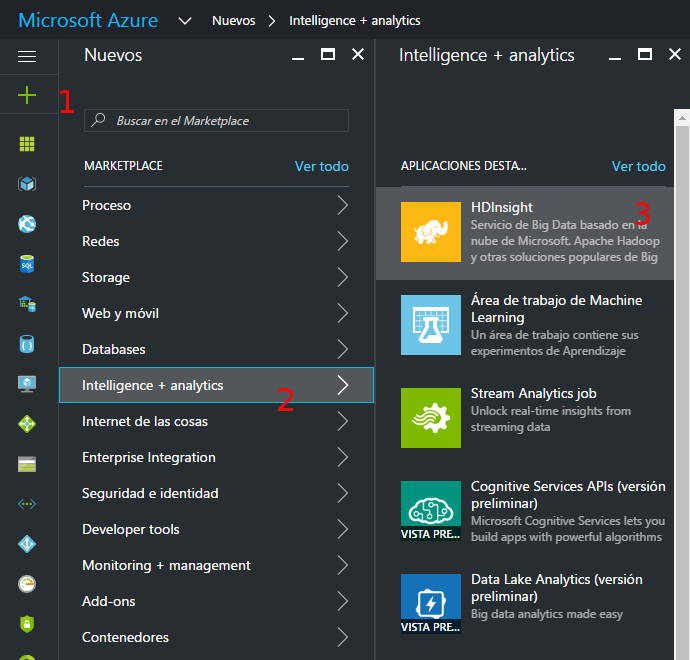 Microsoft Azure
Nuevos > Intelligence + analytics
Nuevos
1
Buscar en el Marketplace
MARKETPLACE
Ver todo
Proceso
Redes
Storage
Web y móvil
Databases
Intelligence + analytics
2
Internet de las cosas
Enterprise Integration
Seguridad e identidad
Developer tools
Monitoring + management
Add-ons
Contenedores
Intelligence + analytics
APLICACIONES DESTA...
Ver todo
HDInsight
3
Servicio de Big Data basado en la
nube de Microsoft. Apache Hadoop
y otras soluciones populares de Big
Área de trabajo de Machine
Learning
Un área de trabajo contiene sus
experimentos de Aprendizaje
Stream Analytics job
Unlock real-time insights from
streaming data
Cognitive Services APIs (versión
preliminar)
Microsoft Cognitive Services lets you
build apps with powerful algorithms
VISTA PRE...
Data Lake Analytics (versión
preliminar)
Big data analytics made easy
VISTA PRE...
SQL